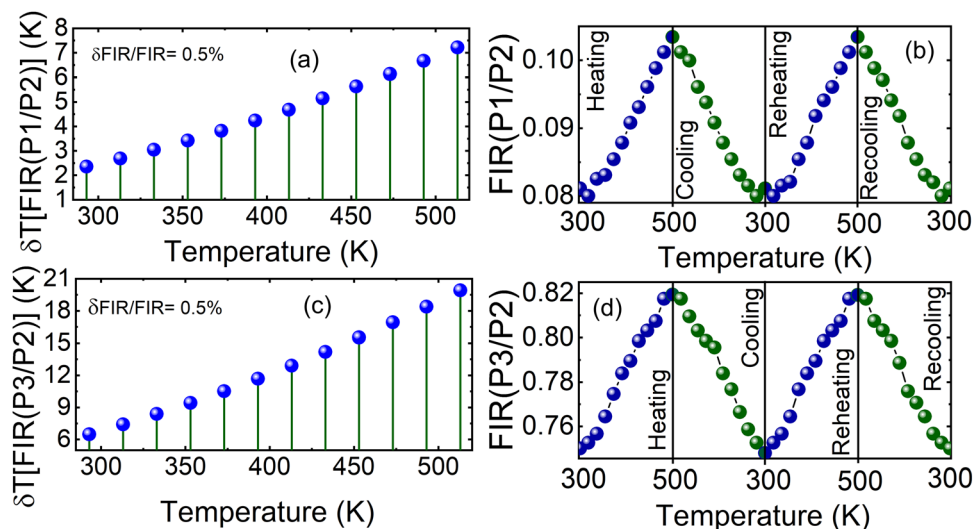 δT[FIR(P1/P2)] (K)
8
7
6
5
4
3
2
1
δFIR/FIR= 0.5%
(a)
300
350
400
450
500
Temperature (K)
FIR(P1/P2)
0.10
0.09
0.08
Heating
Cooling
Reheating
Recooling
(b)
300
500
300
500
300
Temperature (K)
δT[FIR(P3/P2)] (K)
21
18
15
12
9
6
δFIR/FIR= 0.5%
(c)
300
350
400
450
500
Temperature (K)
FIR(P3/P2)
0.82
0.80
0.78
0.76
(d)
Heating
Cooling
Reheating
Recooling
300
500
300
500
300
Temperature (K)